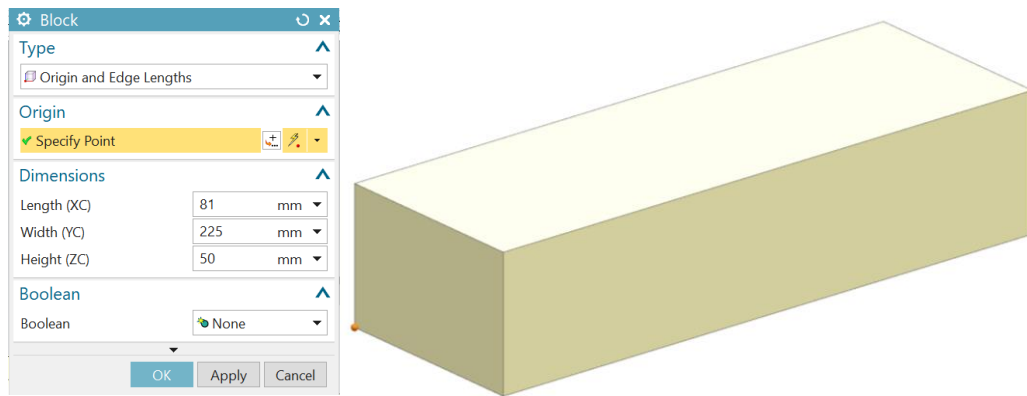 Block
Type
Origin and Edge Lengths
Origin
Specify Point
Dimensions
Length (XC) 81 mm
Width (YC) 225 mm
Height (ZC) 50 mm
Boolean
Boolean None
OK Apply Cancel